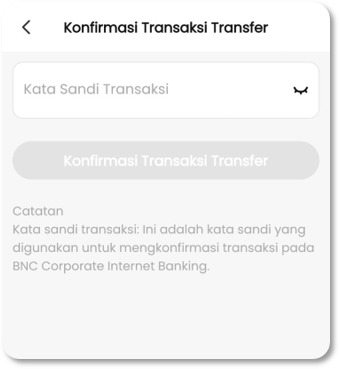 Konfirmasi Transaksi Transfer
Kata Sandi Transaksi
Konfirmasi Transaksi Transfer
Catatan
Kata sandi transaksi: Ini adalah kata sandi yang
digunakan untuk mengkonfirmasi transaksi pada
BNC Corporate Internet Banking.